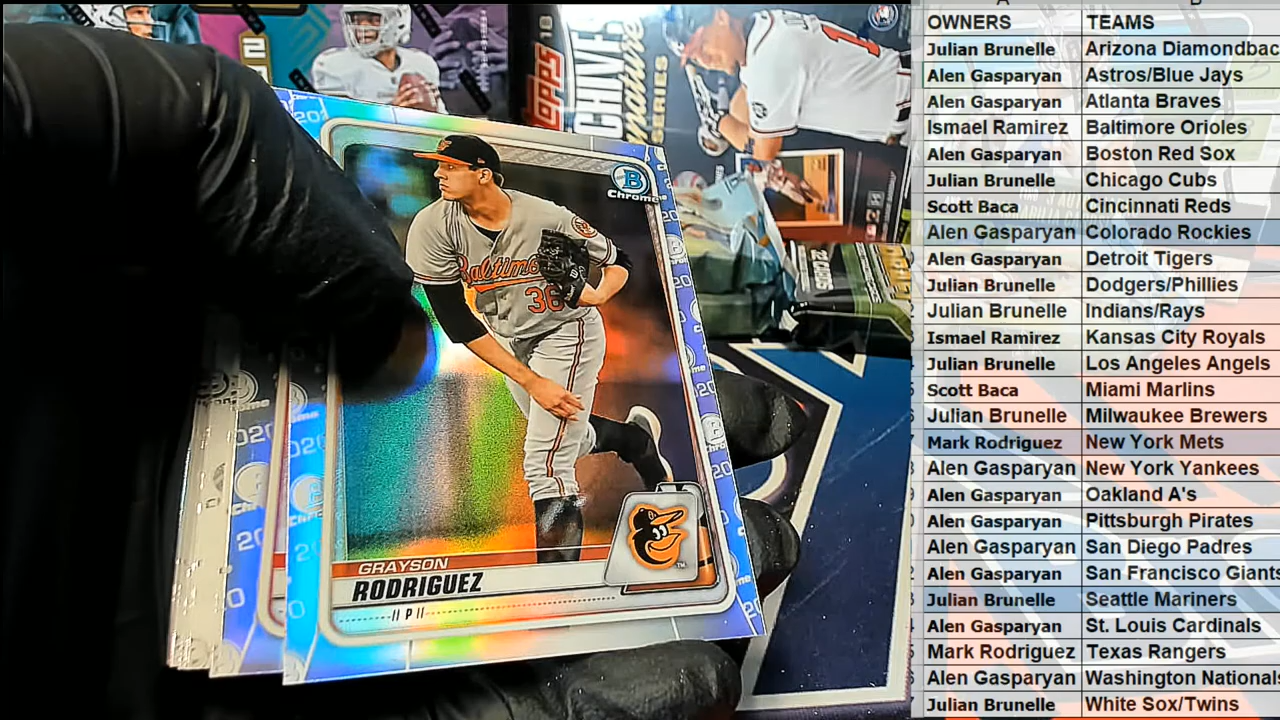 Topps 18
SERIES
B
Chrome
Baltimo
36
GRAYSON
RODRIGUEZ
P
OWNERS TEAMS
Julian Brunelle Arizona Diamondbac
Alen Gasparyan Astros/Blue Jays
Alen Gasparyan Atlanta Braves
Ismael Ramirez Baltimore Orioles
Alen Gasparyan Boston Red Sox
Julian Brunelle Chicago Cubs
Scott Baca Cincinnati Reds
Alen Gasparyan Colorado Rockies
Alen Gasparyan Detroit Tigers
Julian Brunelle Dodgers/Phillies
Julian Brunelle Indians/Rays
Ismael Ramirez Kansas City Royals
Julian Brunelle Los Angeles Angels
Scott Baca Miami Marlins
Julian Brunelle Milwaukee Brewers
Mark Rodriguez New York Mets
Alen Gasparyan New York Yankees
Alen Gasparyan Oakland A's
Alen Gasparyan Pittsburgh Pirates
Alen Gasparyan San Diego Padres
Alen Gasparyan San Francisco Giants
Julian Brunelle Seattle Mariners
Alen Gasparyan St. Louis Cardinals
Mark Rodriguez Texas Rangers
Alen Gasparyan Washington Nationals
Julian Brunelle White Sox/Twins